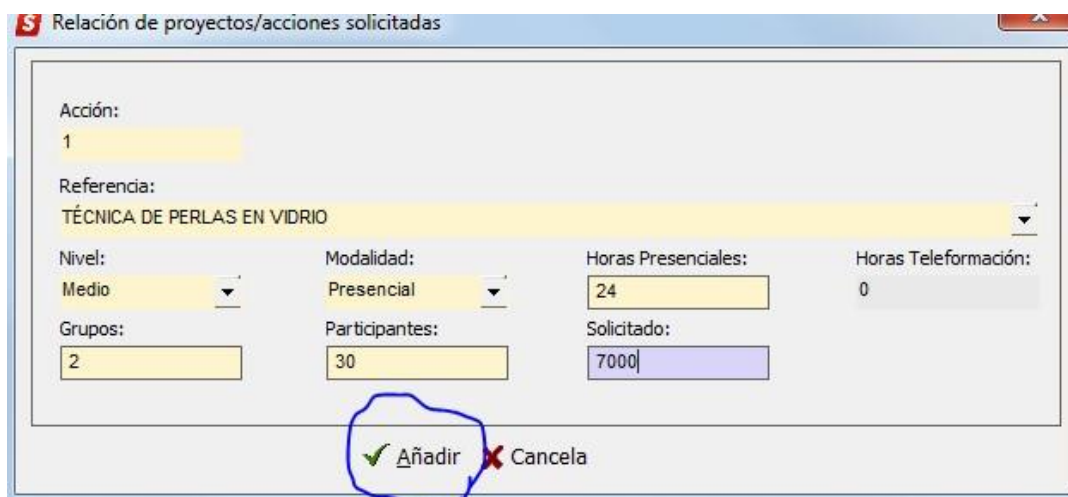 S Relación de proyectos/acciones solicitadas
Acción:
1
Referencia:
TÉCNICA DE PERLAS EN VIDRIO
Nivel: Modalidad: Horas Presenciales: Horas Teleformación:
Medio Presencial 24 0
Grupos: Participantes: Solicitado:
2 30 7000
Añadir Cancela